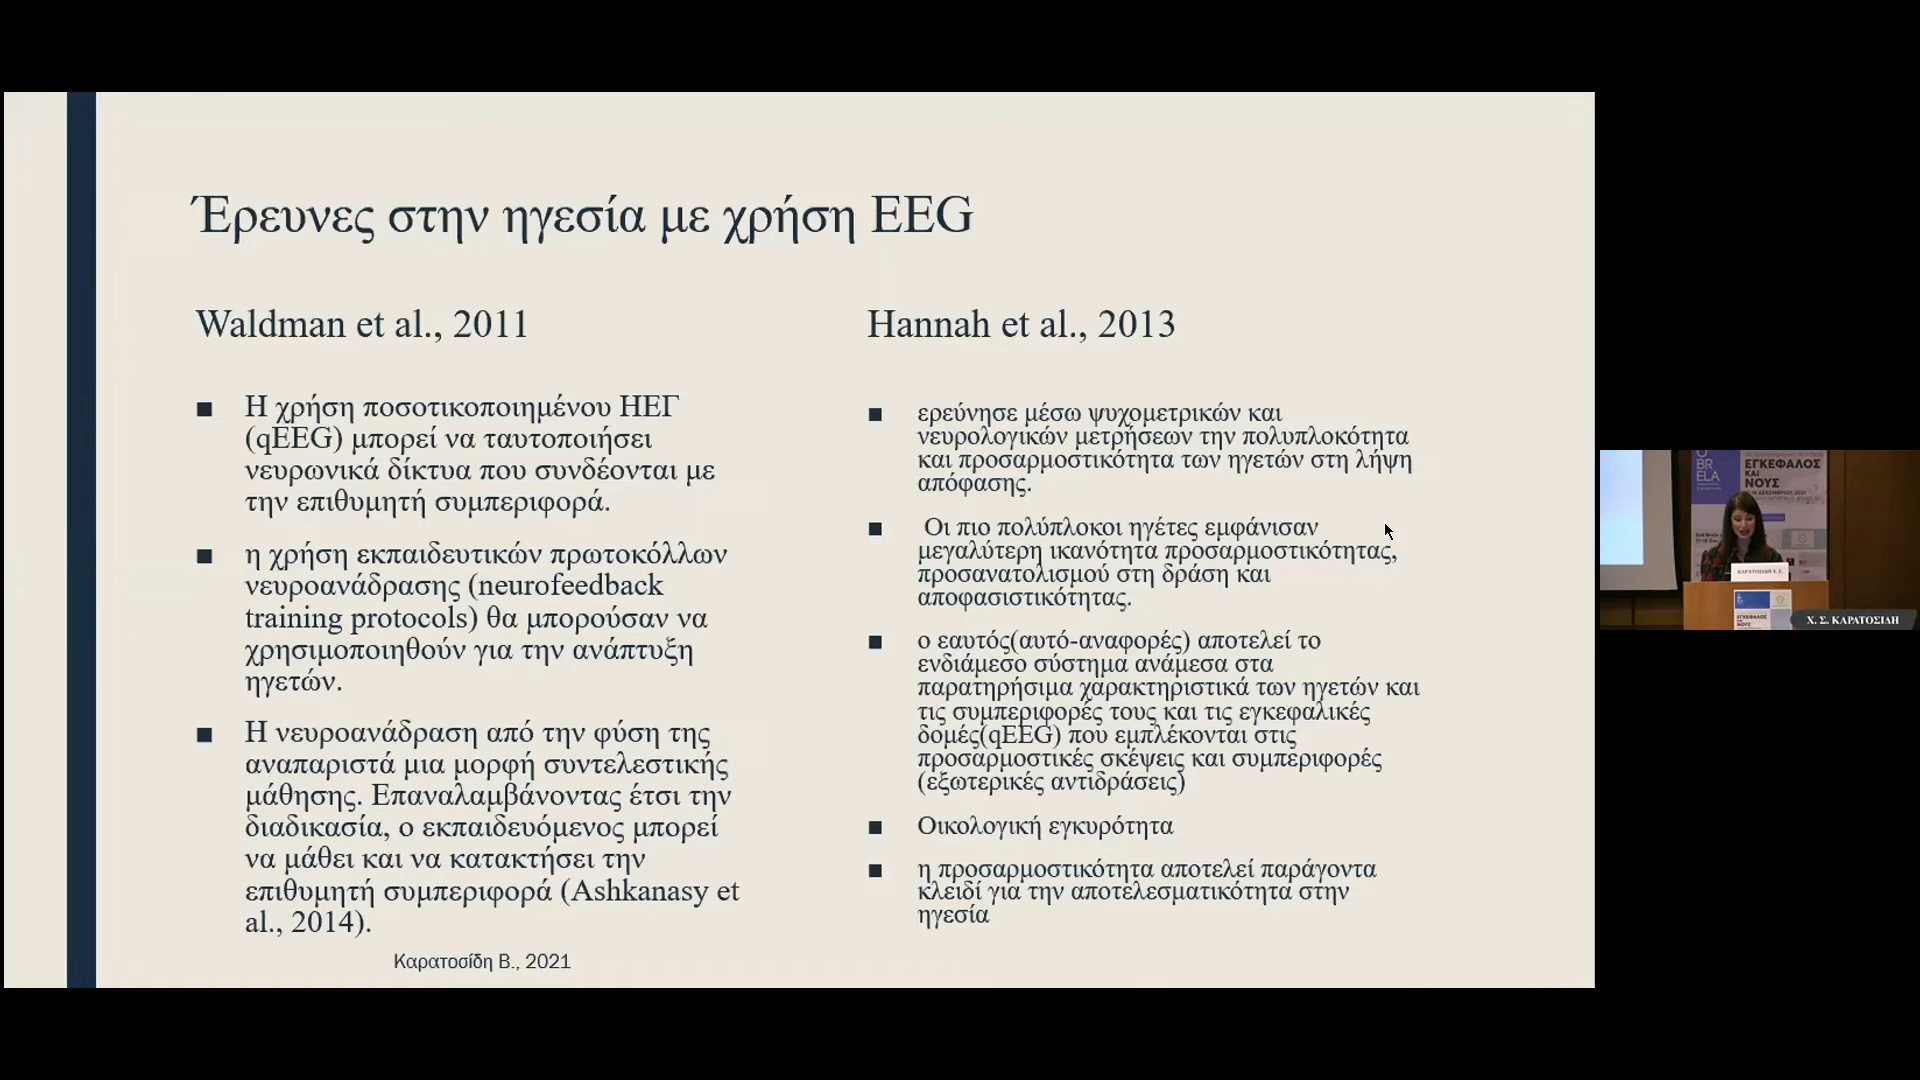 Έρευνες στην ηγεσία με χρήση EEG
Waldman et al., 2011
■ Η χρήση ποσοτικοποιημένου ΗΕΓ
(qEEG) μπορεί να ταυτοποιήσει
νευρωνικά δίκτυα που συνδέονται με
την επιθυμητή συμπεριφορά.
■ η χρήση εκπαιδευτικών πρωτοκόλλων
νευροανάδρασης (neurofeedback
training protocols) θα μπορούσαν να
χρησιμοποιηθούν για την ανάπτυξη
ηγετών.
■ Η νευροανάδραση από την φύση της
αναπαριστά μια μορφή συντελεστικής
μάθησης. Επαναλαμβάνοντας έτσι την
διαδικασία, ο εκπαιδευόμενος μπορεί
να μάθει και να κατακτήσει την
επιθυμητή συμπεριφορά (Ashkanasy et
al., 2014).
Hannah et al., 2013
■ ερεύνησε μέσω ψυχομετρικών και
νευρολογικών μετρήσεων την πολυπλοκότητα
και προσαρμοστικότητα των ηγετών στη λήψη
απόφασης.
■ Οι πιο πολύπλοκοι ηγέτες εμφάνισαν
μεγαλύτερη ικανότητα προσαρμοστικότητας,
προσανατολισμού στη δράση και
αποφασιστικότητας.
■ ο εαυτός(αυτό-αναφορές) αποτελεί το
ενδιάμεσο σύστημα ανάμεσα στα
παρατηρήσιμα χαρακτηριστικά των ηγετών και
τις συμπεριφορές τους και τις εγκεφαλικές
δομές(qEEG) που εμπλέκονται στις
προσαρμοστικές σκέψεις και συμπεριφορές
(εξωτερικές αντιδράσεις)
■ Οικολογική εγκυρότητα
■ η προσαρμοστικότητα αποτελεί παράγοντα
κλειδί για την αποτελεσματικότητα στην
ηγεσία
Καρατοσίδη Β., 2021
BR
ELA
ΕΓΚΕΦΑΛΟΣ
ΚΑΙ
ΝΟΥΣ
ΚΑΡΑΤΟΣΙΔΗ Χ. Σ.
Χ. Σ. ΚΑΡΑΤΟΣΙΔΗ